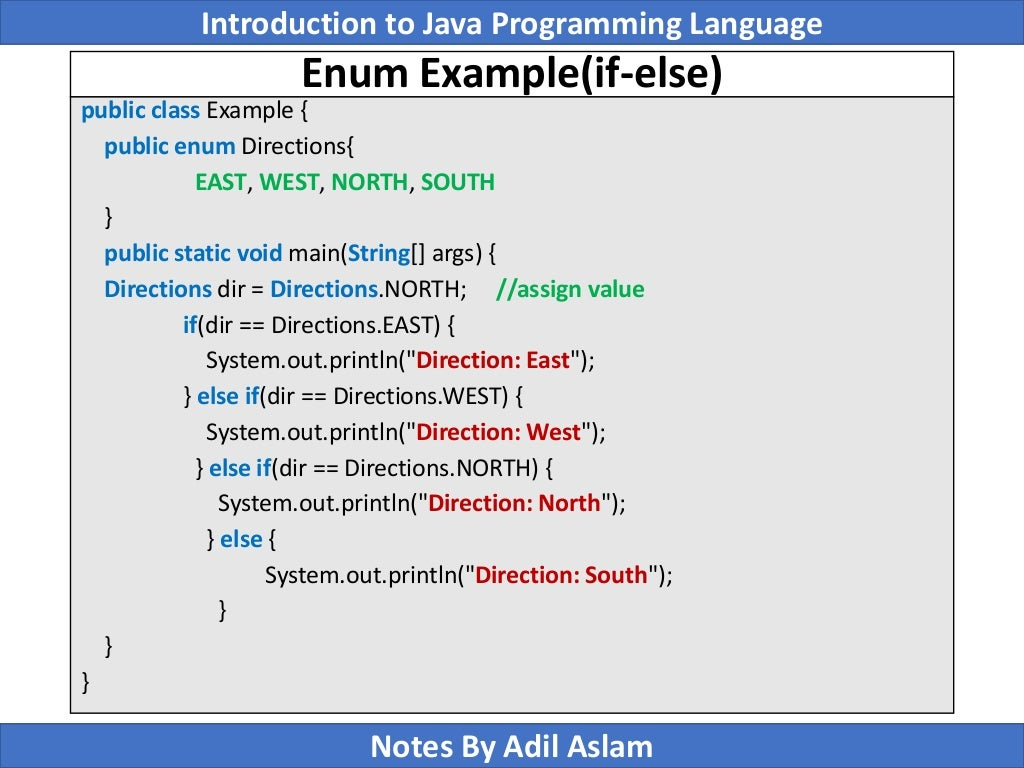 Introduction to Java Programming Language
Enum Example(if-else)
public class Example {
public enum Directions{
EAST, WEST, NORTH, SOUTH
}
public static void main(String[] args) {
Directions dir = Directions.NORTH; //assign value
if(dir == Directions.EAST) {
System.out.println("Direction: East");
} else if(dir == Directions.WEST) {
System.out.println("Direction: West");
} else if(dir == Directions.NORTH) {
System.out.println("Direction: North");
} else {
System.out.println("Direction: South");
}
}
}
Notes By Adil Aslam